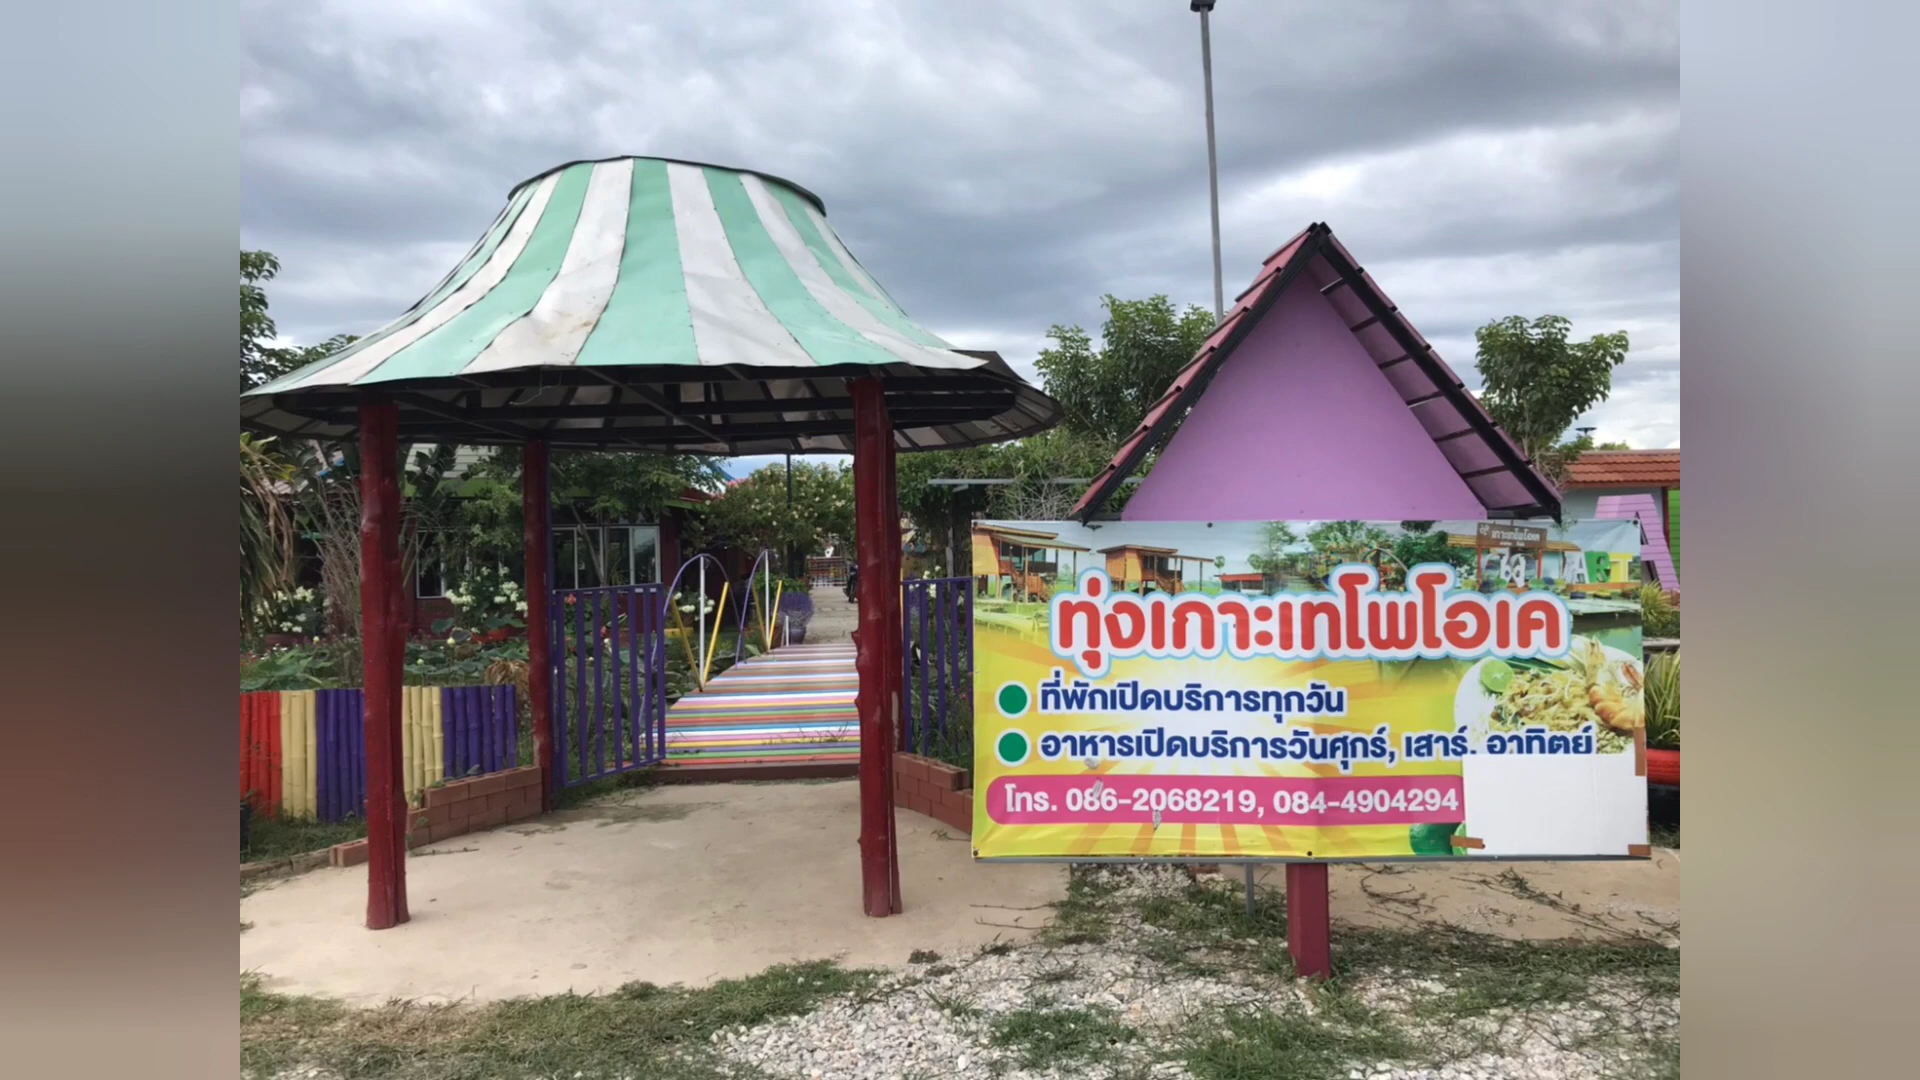 ทุ่งเกาะเทโพโอเค
ที่พักเปิดบริการทุกวัน
อาหารเปิดบริการวันศุกร์, เสาร์, อาทิตย์
โทร. 086-2068219, 084-4904294